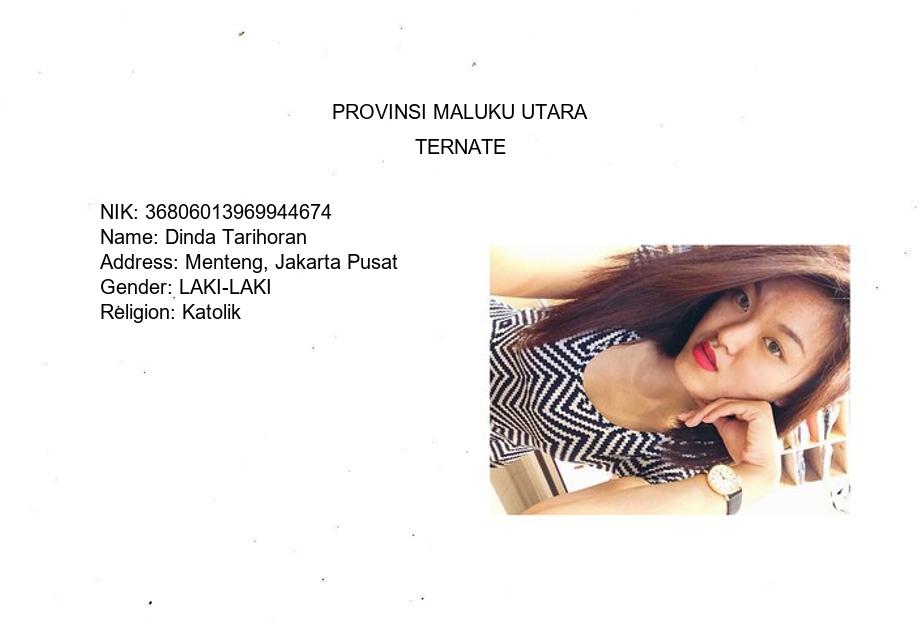 PROVINSI MALUKU UTARA
TERNATE
NIK: 36806013969944674
Name: Dinda Tarihoran
Address: Menteng, Jakarta Pusat
Gender: LAKI-LAKI
Religion: Katolik